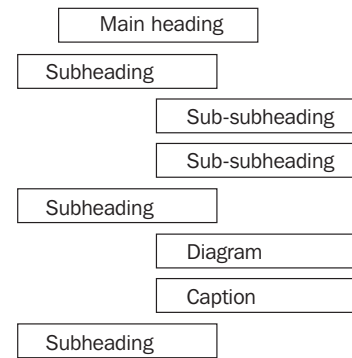 Main heading
Subheading
Sub-subheading
Sub-subheading
Subheading
Diagram
Caption
Subheading